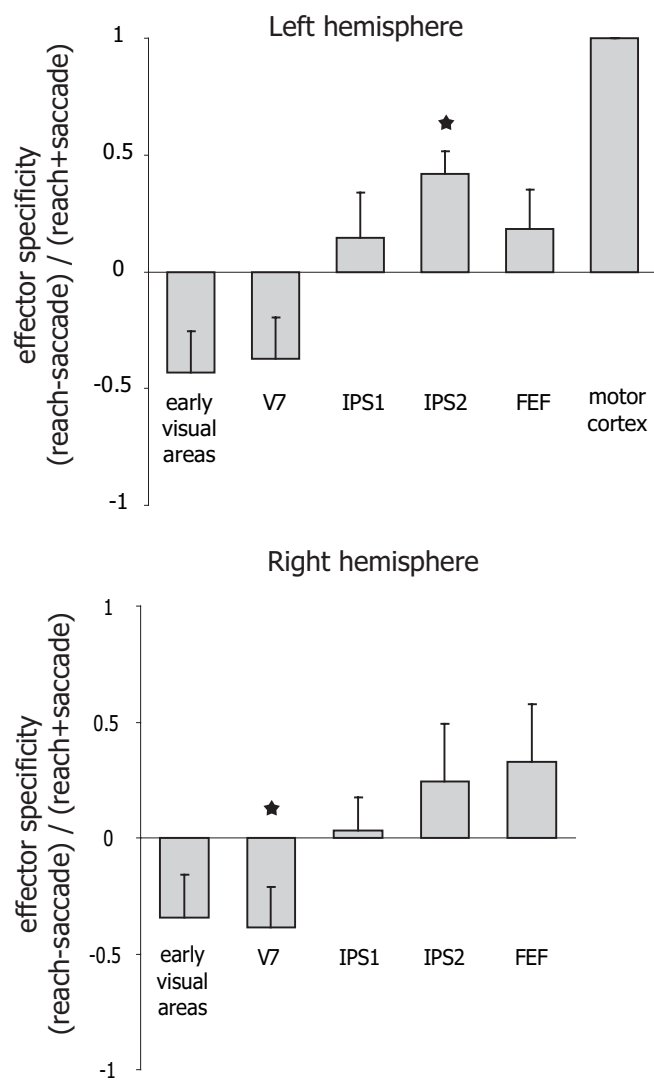 Left hemisphere
effector specificity
(reach-saccade) / (reach+saccade)
1
0.5
0
-0.5
-1
early
visual
areas
V7
IPS1
IPS2
FEF
motor
cortex
Right hemisphere
effector specificity
(reach-saccade) / (reach+saccade)
1
0.5
0
-0.5
-1
early
visual
areas
V7
IPS1
IPS2
FEF